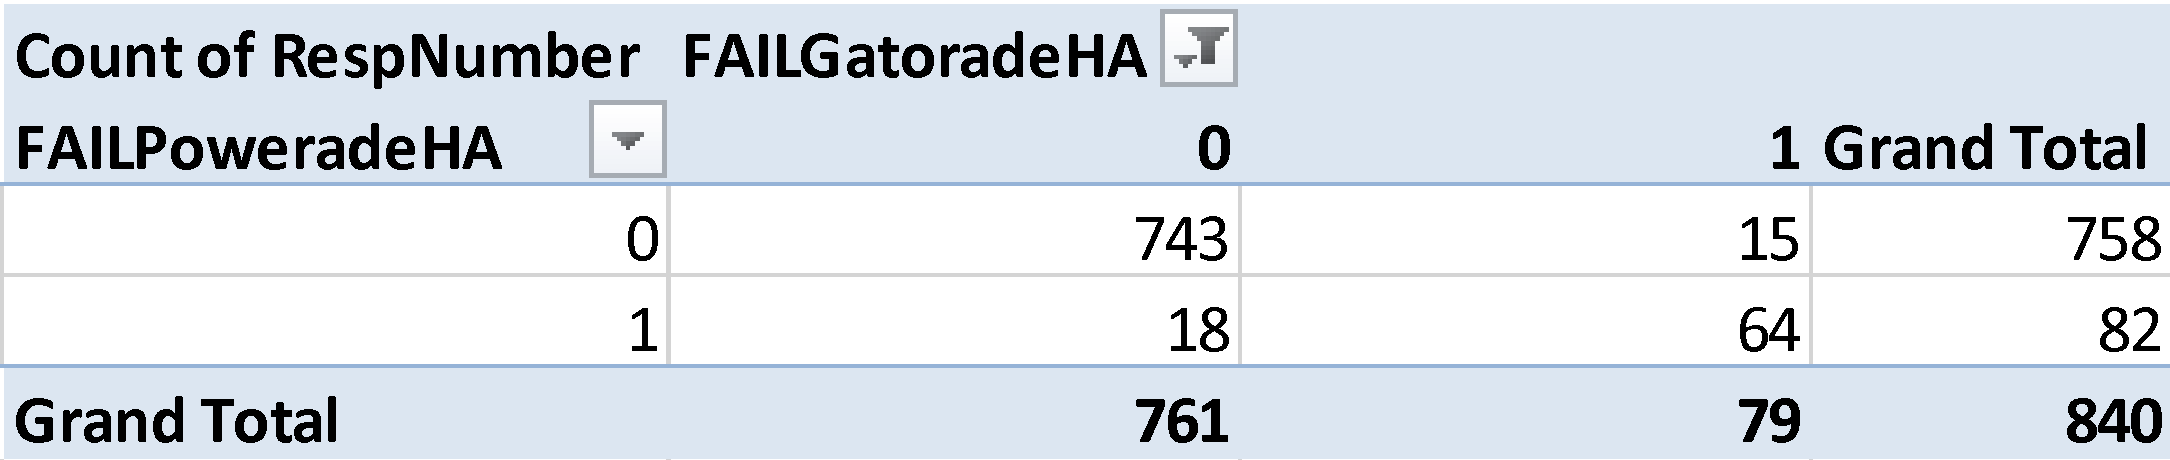 Count of RespNumber FAILGatoradeHA
FAILPoweradeHA 0 1 Grand Total
0 743 15 758
1 18 64 82
Grand Total 761 79 840